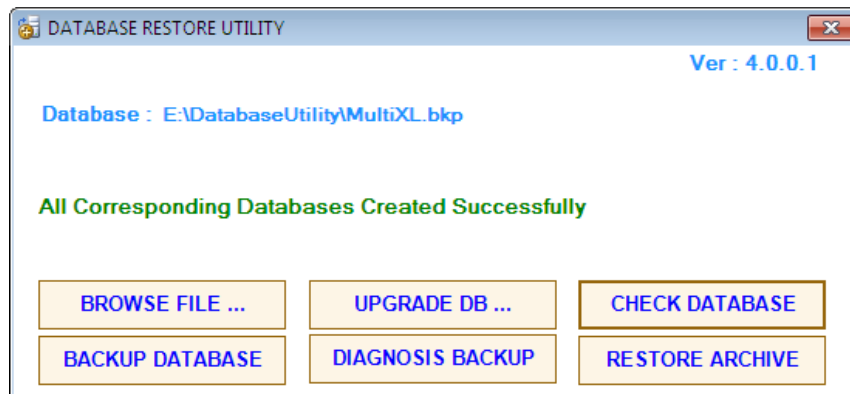 DATABASE RESTORE UTILITY
Ver : 4.0.0.1
Database : E:\DatabaseUtility\MultiXL.bkp
All Corresponding Databases Created Successfully
BROWSE FILE ... UPGRADE DB ... CHECK DATABASE
BACKUP DATABASE DIAGNOSIS BACKUP RESTORE ARCHIVE